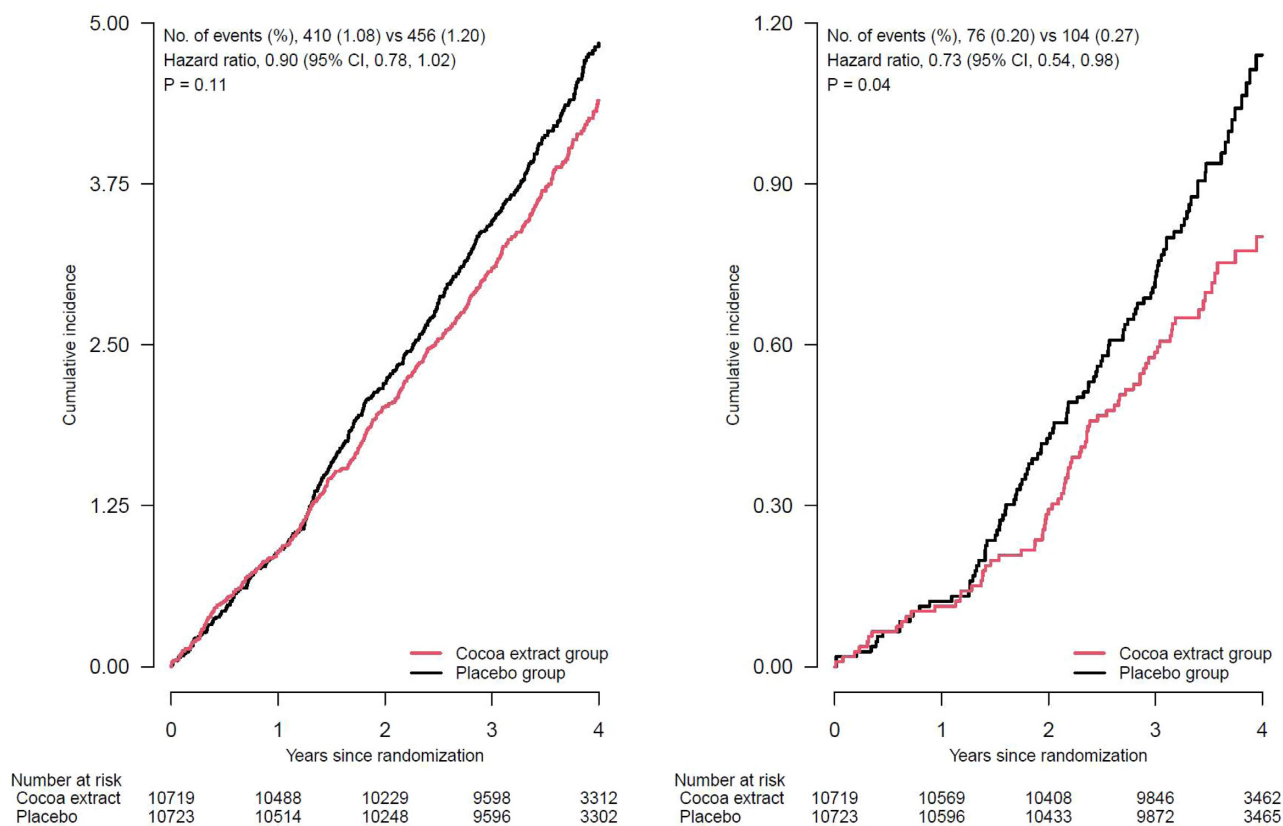 5.00
3.75
2.50
1.25
0.00
Cumulative incidence
No. of events (%), 410 (1.08) vs 456 (1.20)
Hazard ratio, 0.90 (95% CI, 0.78, 1.02)
P = 0.11
Cocoa extract group
Placebo group
0 1 2 3 4
Years since randomization
Number at risk
Cocoa extract 10719 10488 10229 9598 3312
Placebo 10723 10514 10248 9596 3302
1.20
0.90
0.60
0.30
0.00
Cumulative incidence
No. of events (%), 76 (0.20) vs 104 (0.27)
Hazard ratio, 0.73 (95% CI, 0.54, 0.98)
P = 0.04
Cocoa extract group
Placebo group
0 1 2 3 4
Years since randomization
Number at risk
Cocoa extract 10719 10569 10408 9846 3462
Placebo 10723 10596 10433 9872 3465